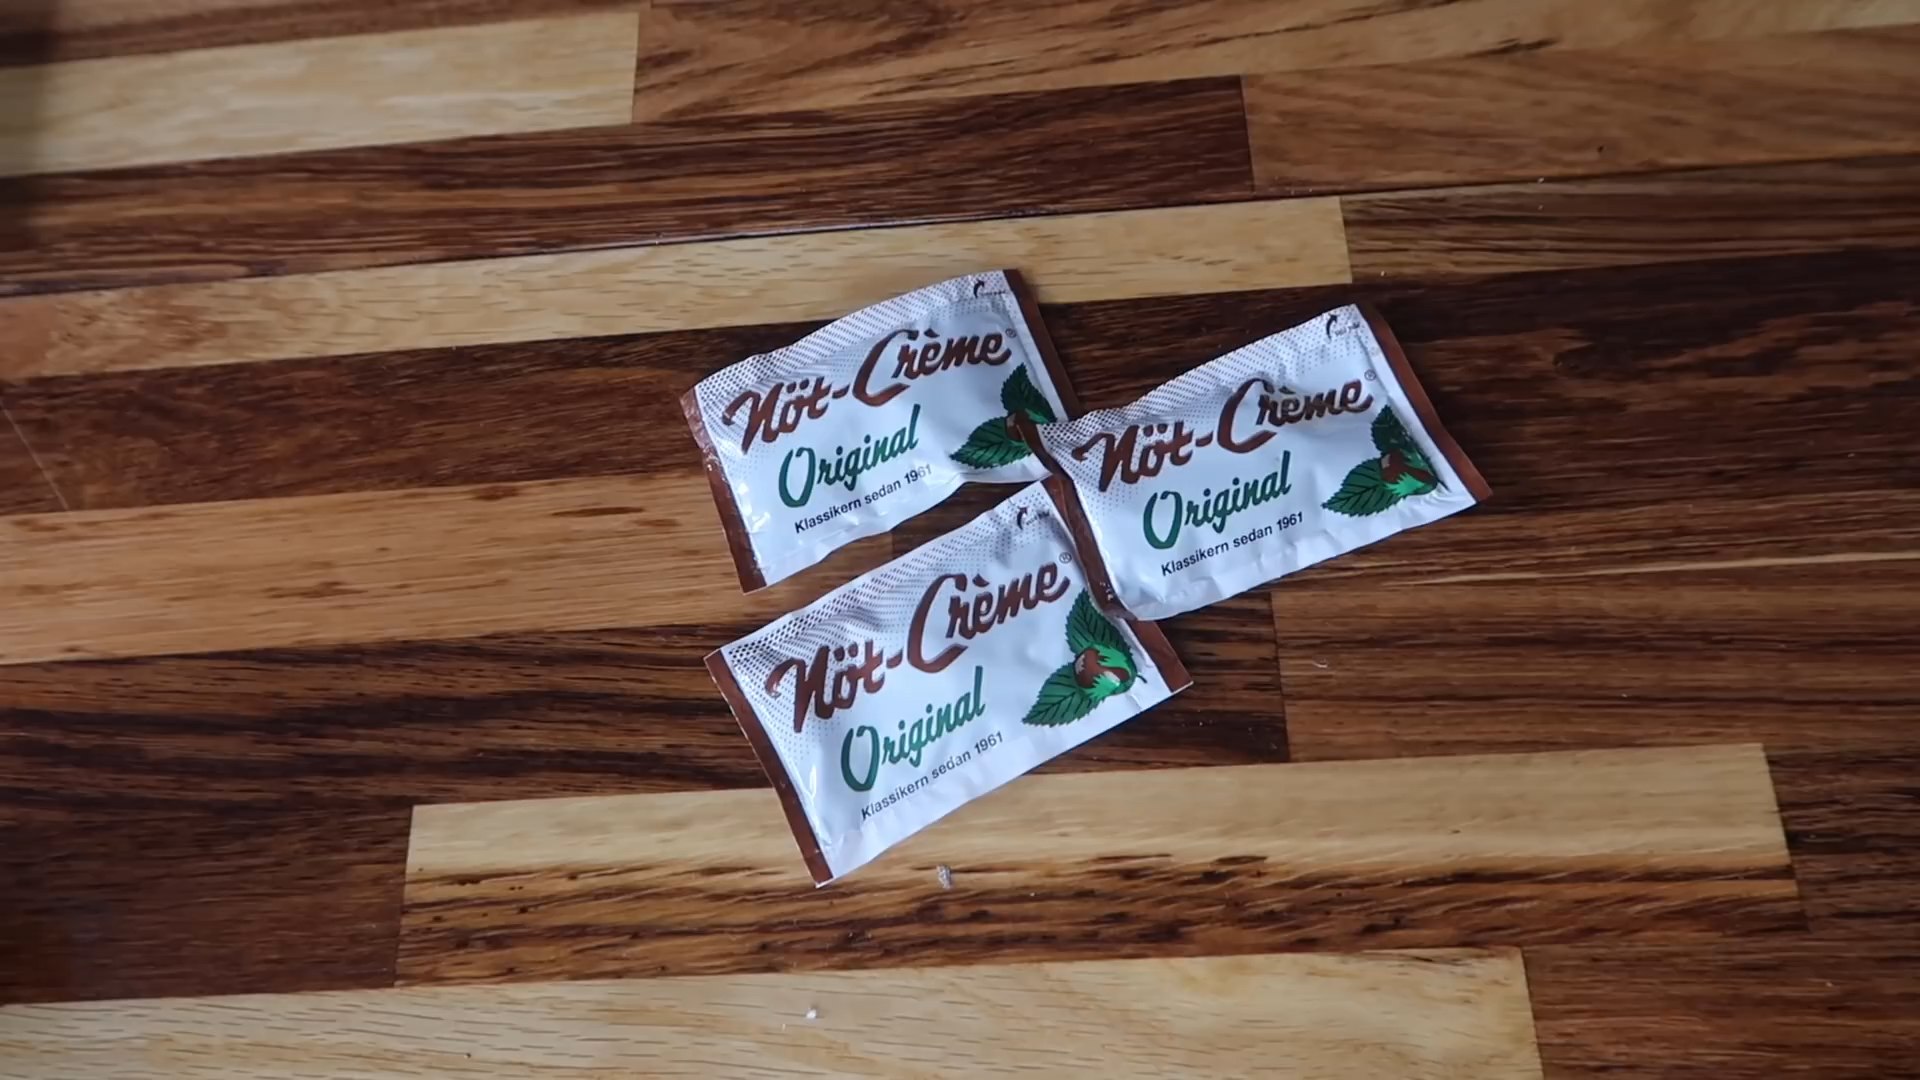 Nöt-Crème®
Original
Klassikern sedan 1961
Nöt-Crème®
Original
Klassikern sedan 1961
Nöt-Crème®
Original
Klassikern sedan 1961